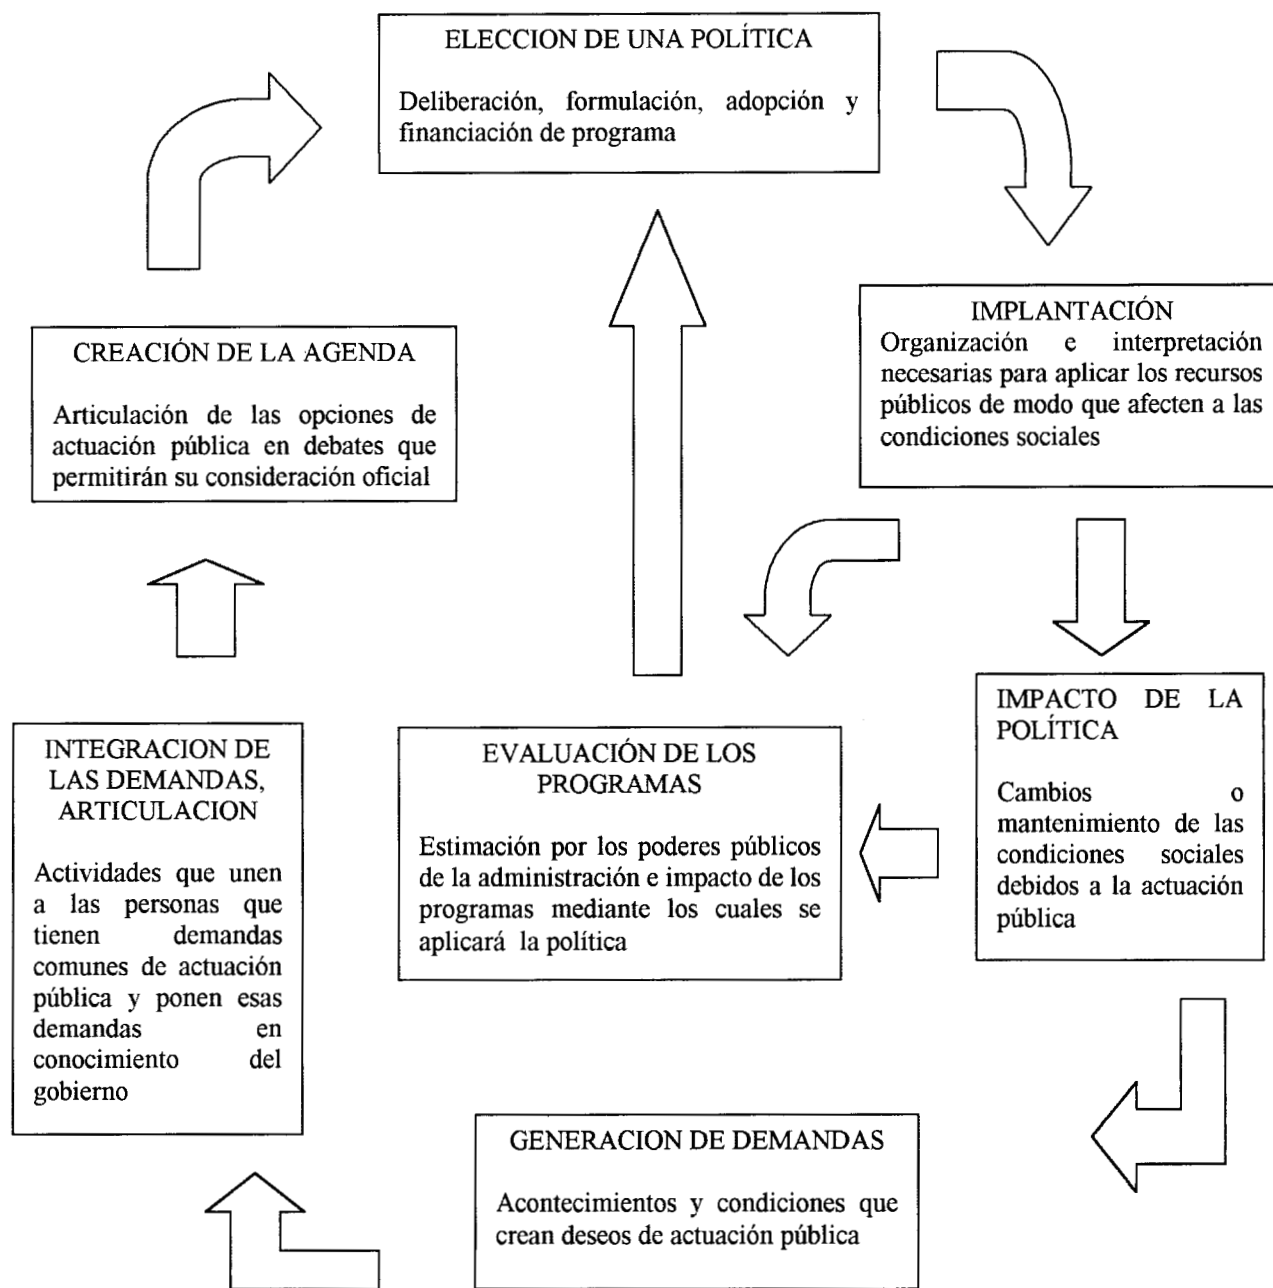 ELECCION DE UNA POLÍTICA
Deliberación, formulación, adopción y
financiación de programa
IMPLANTACIÓN
Organización e interpretación
necesarias para aplicar los recursos
públicos de modo que afecten a las
condiciones sociales
CREACIÓN DE LA AGENDA
Articulación de las opciones de
actuación pública en debates que
permitirán su consideración oficial
IMPACTO DE LA
POLÍTICA
Cambios o
mantenimiento de las
condiciones sociales
debidos a la actuación
pública
EVALUACIÓN DE LOS
PROGRAMAS
Estimación por los poderes públicos
de la administración e impacto de los
programas mediante los cuales se
aplicará la política
INTEGRACION DE
LAS DEMANDAS,
ARTICULACION
Actividades que unen
a las personas que
tienen demandas
comunes de actuación
pública y ponen esas
demandas en
conocimiento del
gobierno
GENERACION DE DEMANDAS
Acontecimientos y condiciones que
crean deseos de actuación pública